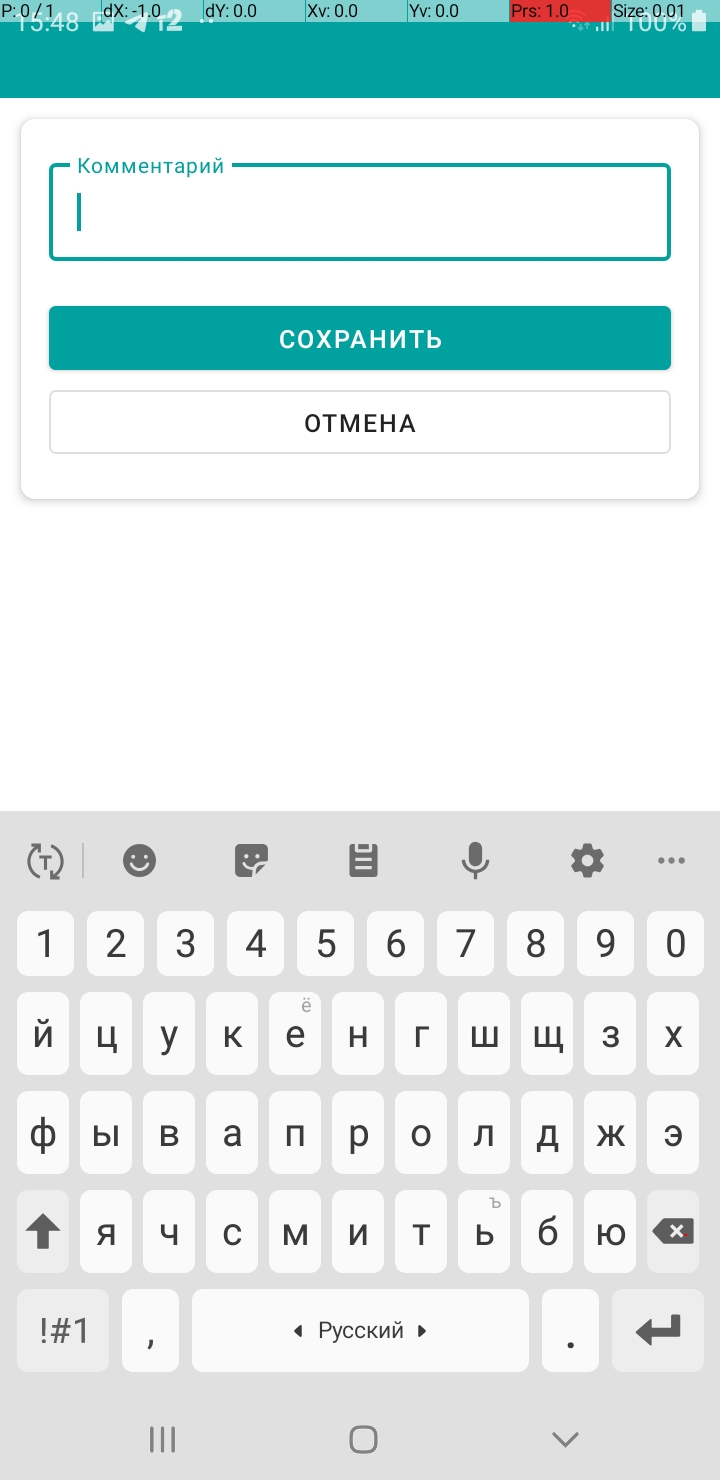 P: 0 / 1 dX: -1.0 dY: 0.0 Xv: 0.0 Yv: 0.0 Prs: 1.0 Size: 0.01
15:48 т2 100%
Комментарий
СОХРАНИТЬ
ОТМЕНА
T
1 2 3 4 5 6 7 8 9 0
ё
й ц у к е н г ш щ з х
ф ы в а п р о л д ж э
ъ
я ч с м и т ь б ю
!#1 , Русский .